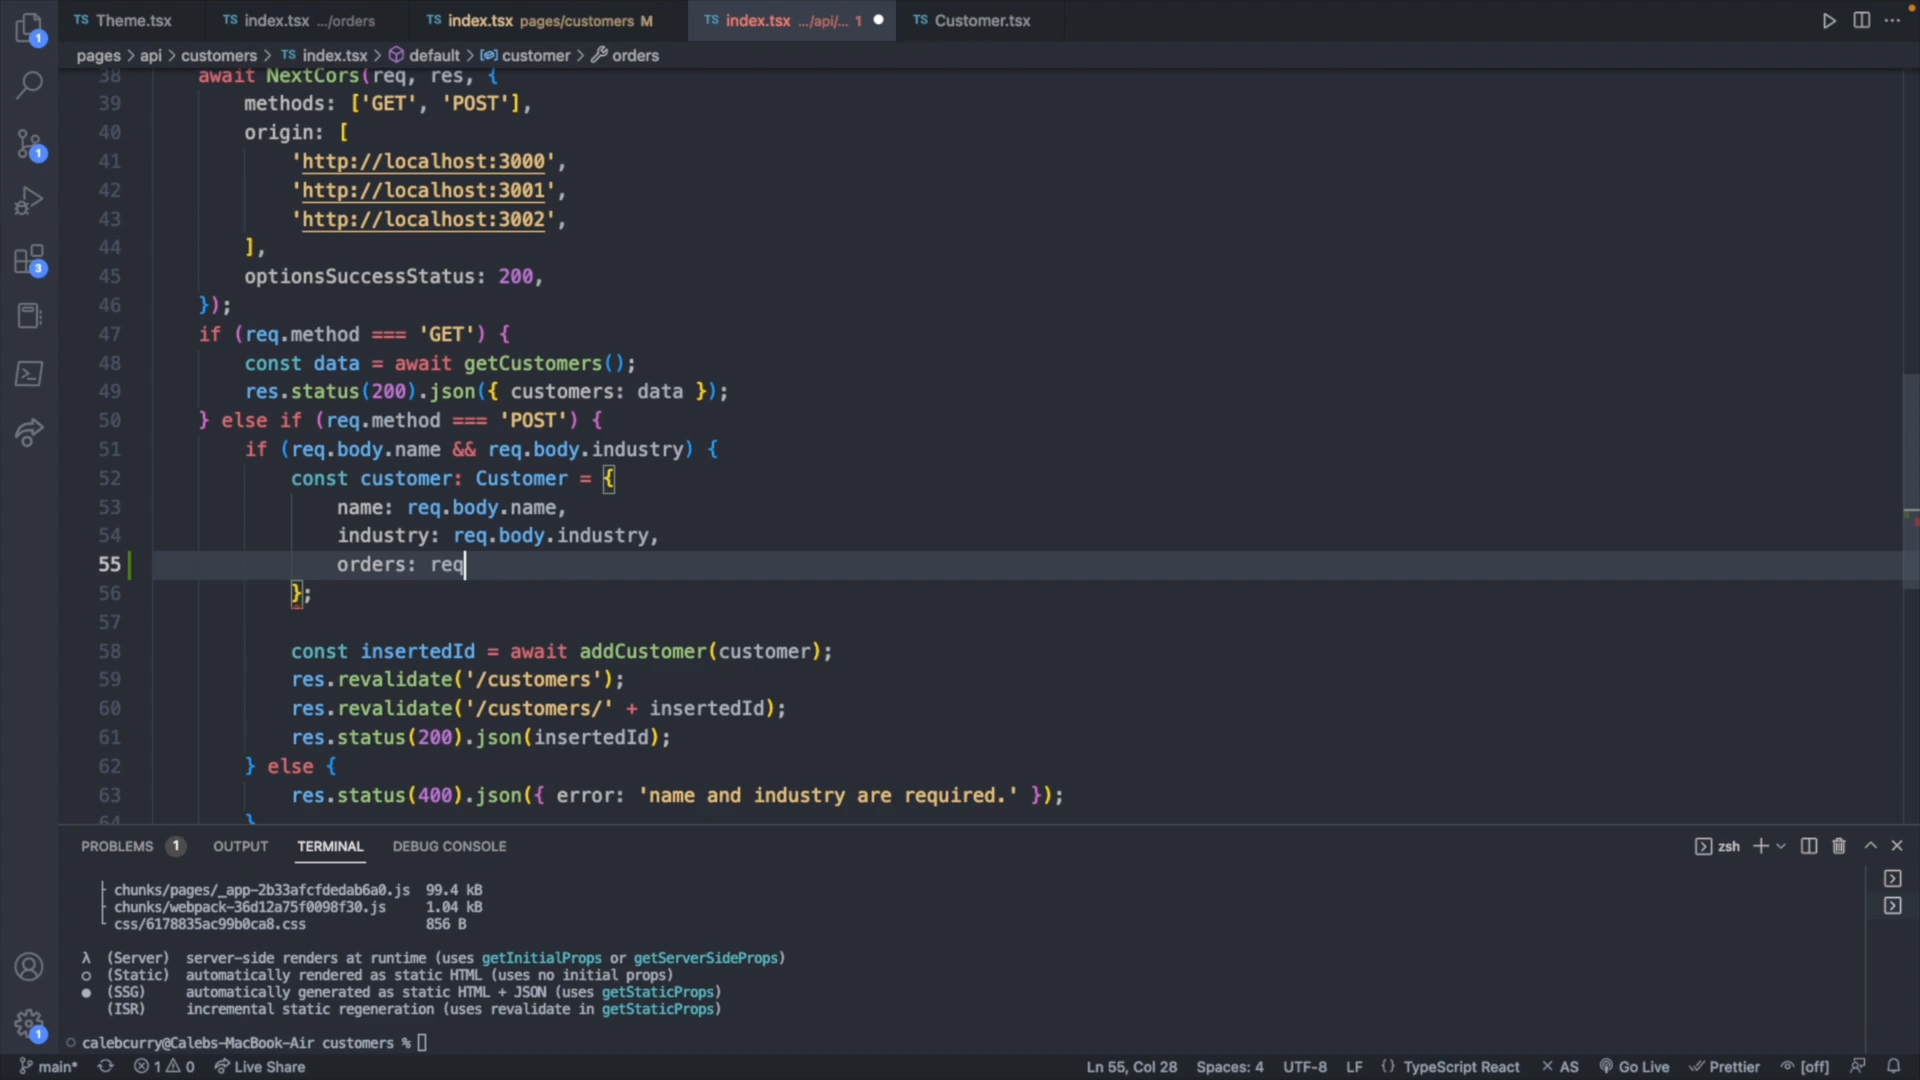 TS Theme.tsx TS index.tsx .../orders TS index.tsx pages/customers M TS index.tsx .../api/... 1 TS Customer.tsx
pages > api > customers > TS index.tsx > default > customer > orders
38 await NextCors(req, res, {
39 methods: ['GET', 'POST'],
40 origin: [
41 'http://localhost:3000',
42 'http://localhost:3001',
43 'http://localhost:3002',
44 ],
45 optionsSuccessStatus: 200,
46 });
47 if (req.method === 'GET') {
48 const data = await getCustomers();
49 res.status(200).json({ customers: data });
50 } else if (req.method === 'POST') {
51 if (req.body.name && req.body.industry) {
52 const customer: Customer = {
53 name: req.body.name,
54 industry: req.body.industry,
55 orders: req
56 };
57
58 const insertedId = await addCustomer(customer);
59 res.revalidate('/customers');
60 res.revalidate('/customers/' + insertedId);
61 res.status(200).json(insertedId);
62 } else {
63 res.status(400).json({ error: 'name and industry are required.' });
64 }
PROBLEMS 1 OUTPUT TERMINAL DEBUG CONSOLE zsh
├ chunks/pages/_app-2b33afcfdedab6a0.js 99.4 kB
├ chunks/webpack-36d12a75f0098f30.js 1.04 kB
└ css/6178835ac99b0ca8.css 856 B
λ (Server) server-side renders at runtime (uses getInitialProps or getServerSideProps)
○ (Static) automatically rendered as static HTML (uses no initial props)
● (SSG) automatically generated as static HTML + JSON (uses getStaticProps)
(ISR) incremental static regeneration (uses revalidate in getStaticProps)
calebcurry@Calebs-MacBook-Air customers %
main* 1 0 Live Share Ln 55, Col 28 Spaces: 4 UTF-8 LF {} TypeScript React AS Go Live Prettier [off]
1
1
3
1